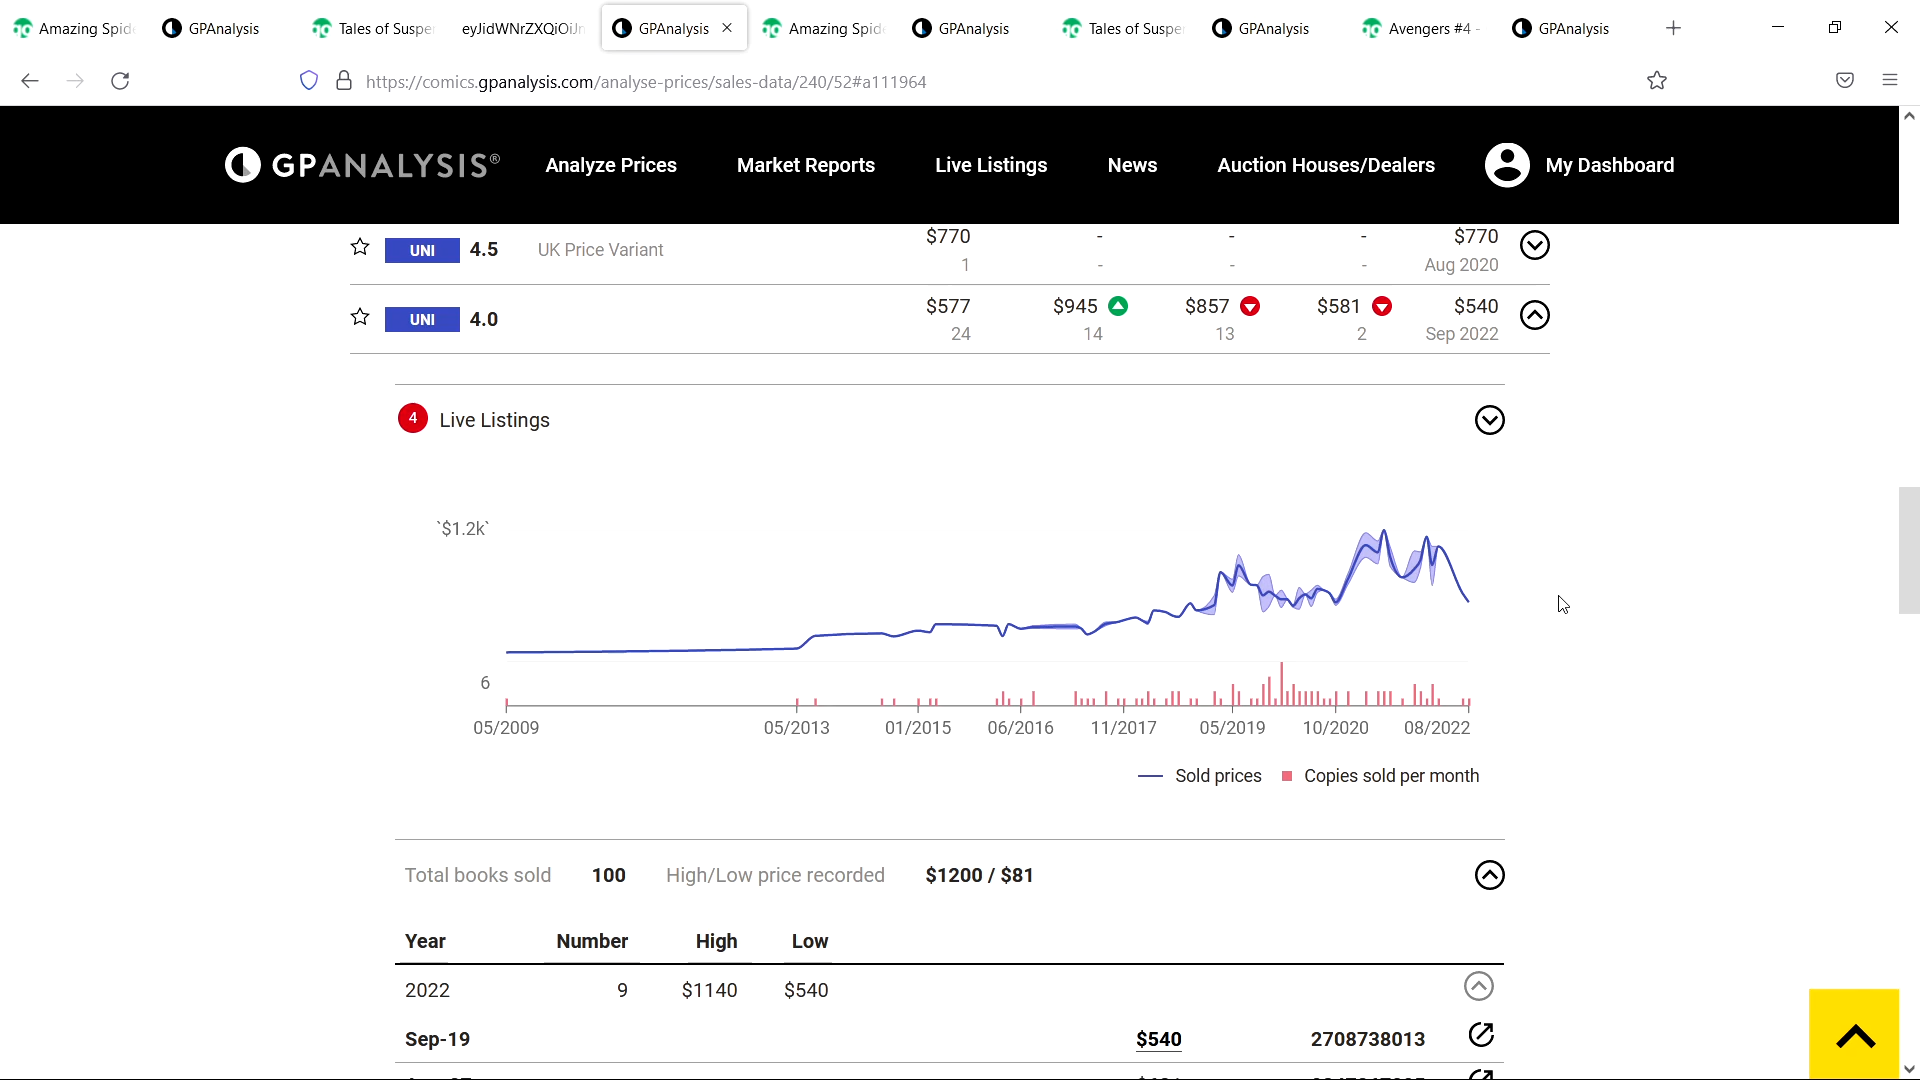 Amazing Spid GPAnalysis Tales of Suspe eyJidWNrZXQiOiJn GPAnalysis Amazing Spid GPAnalysis Tales of Suspe GPAnalysis Avengers #4 - GPAnalysis
https://comics.gpanalysis.com/analyse-prices/sales-data/240/52#a111964
GPANALYSIS® Analyze Prices Market Reports Live Listings News Auction Houses/Dealers My Dashboard
UNI 4.5 UK Price Variant $770 - - - $770
1 - - - Aug 2020
UNI 4.0 $577 $945 $857 $581 $540
24 14 13 2 Sep 2022
4 Live Listings
`$1.2k`
6
05/2009 05/2013 01/2015 06/2016 11/2017 05/2019 10/2020 08/2022
Sold prices Copies sold per month
Total books sold 100 High/Low price recorded $1200 / $81
Year Number High Low
2022 9 $1140 $540
Sep-19 $540 2708738013